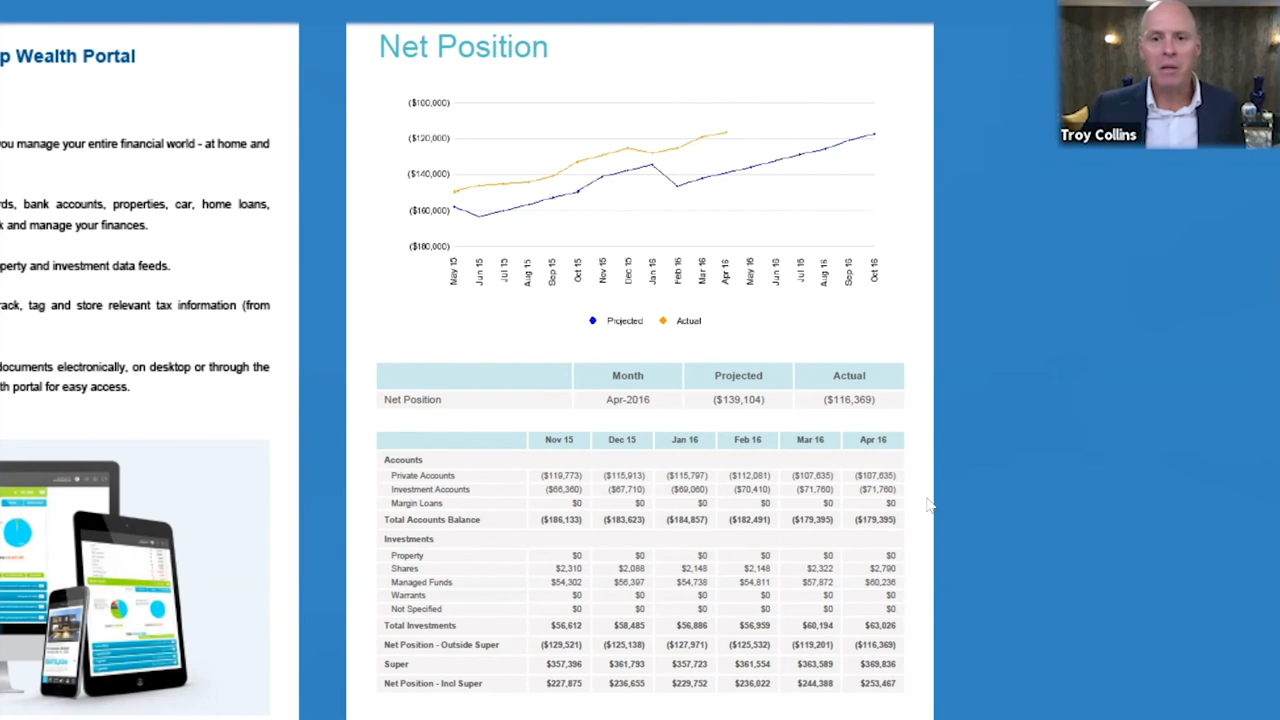 p Wealth Portal
you manage your entire financial world - at home and
rds, bank accounts, properties, car, home loans,
k and manage your finances.
perty and investment data feeds.
rack, tag and store relevant tax information (from
documents electronically, on desktop or through the
th portal for easy access.
Net Position
($100,000)
($120,000)
($140,000)
($160,000)
($180,000)
May 15 Jun 15 Jul 15 Aug 15 Sep 15 Oct 15 Nov 15 Dec 15 Jan 16 Feb 16 Mar 16 Apr 16 May 16 Jun 16 Jul 16 Aug 16 Sep 16 Oct 16
Projected Actual
Month Projected Actual
Net Position Apr-2016 ($139,104) ($116,369)
Nov 15 Dec 15 Jan 16 Feb 16 Mar 16 Apr 16
Accounts
Private Accounts ($119,773) ($115,913) ($115,797) ($112,081) ($107,635) ($107,635)
Investment Accounts ($66,360) ($67,710) ($69,060) ($70,410) ($71,760) ($71,760)
Margin Loans $0 $0 $0 $0 $0 $0
Total Accounts Balance ($186,133) ($183,623) ($184,857) ($182,491) ($179,395) ($179,395)
Investments
Property $0 $0 $0 $0 $0 $0
Shares $2,310 $2,088 $2,148 $2,148 $2,322 $2,790
Managed Funds $54,302 $56,397 $54,738 $54,811 $57,872 $60,236
Warrants $0 $0 $0 $0 $0 $0
Not Specified $0 $0 $0 $0 $0 $0
Total Investments $56,612 $58,485 $56,886 $56,959 $60,194 $63,026
Net Position - Outside Super ($129,521) ($125,138) ($127,971) ($125,532) ($119,201) ($116,369)
Super $357,396 $361,793 $357,723 $361,554 $363,589 $369,836
Net Position - Incl Super $227,875 $236,655 $229,752 $236,022 $244,388 $253,467
Troy Collins